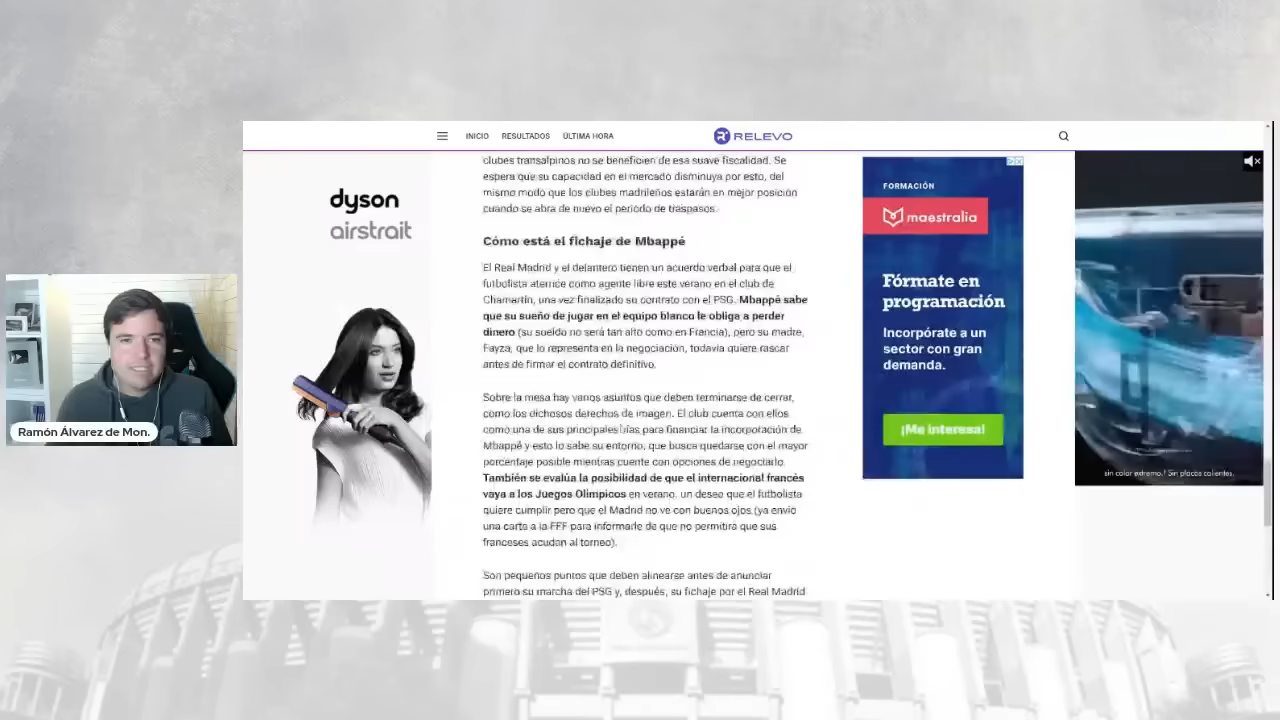 INICIO RESULTADOS ÚLTIMA HORA
RELEVO
clubes transalpinos no se beneficien de esa suave fiscalidad. Se
espera que su capacidad en el mercado disminuya por esto, del
mismo modo que los clubes madrileños estarán en mejor posición
cuando se abra de nuevo el periodo de traspasos.
Cómo está el fichaje de Mbappé
El Real Madrid y el delantero tienen un acuerdo verbal para que el
futbolista aterrice como agente libre este verano en el club de
Chamartín, una vez finalizado su contrato con el PSG. Mbappé sabe
que su sueño de jugar en el equipo blanco le obliga a perder
dinero (su sueldo no será tan alto como en Francia), pero su madre,
Fayza, que lo representa en la negociación, todavía quiere rascar
antes de firmar el contrato definitivo.
Sobre la mesa hay varios asuntos que deben terminarse de cerrar,
como los dichosos derechos de imagen. El club cuenta con ellos
como una de sus principales vías para financiar la incorporación de
Mbappé y esto lo sabe su entorno, que busca quedarse con el mayor
porcentaje posible mientras cuente con opciones de negociarlo.
También se evalúa la posibilidad de que el internacional francés
vaya a los Juegos Olímpicos en verano, un deseo que el futbolista
quiere cumplir pero que el Madrid no ve con buenos ojos (ya envió
una carta a la FFF para informarle de que no permitirá que sus
franceses acudan al torneo).
Son pequeños puntos que deben alinearse antes de anunciar
primero su marcha del PSG y, después, su fichaje por el Real Madrid
dyson
airstrait
FORMACIÓN
maestralia
Fórmate en
programación
Incorpórate a un
sector con gran
demanda.
¡Me interesa!
sin calor extremo.¹ Sin placas calientes.
Ramón Álvarez de Mon.